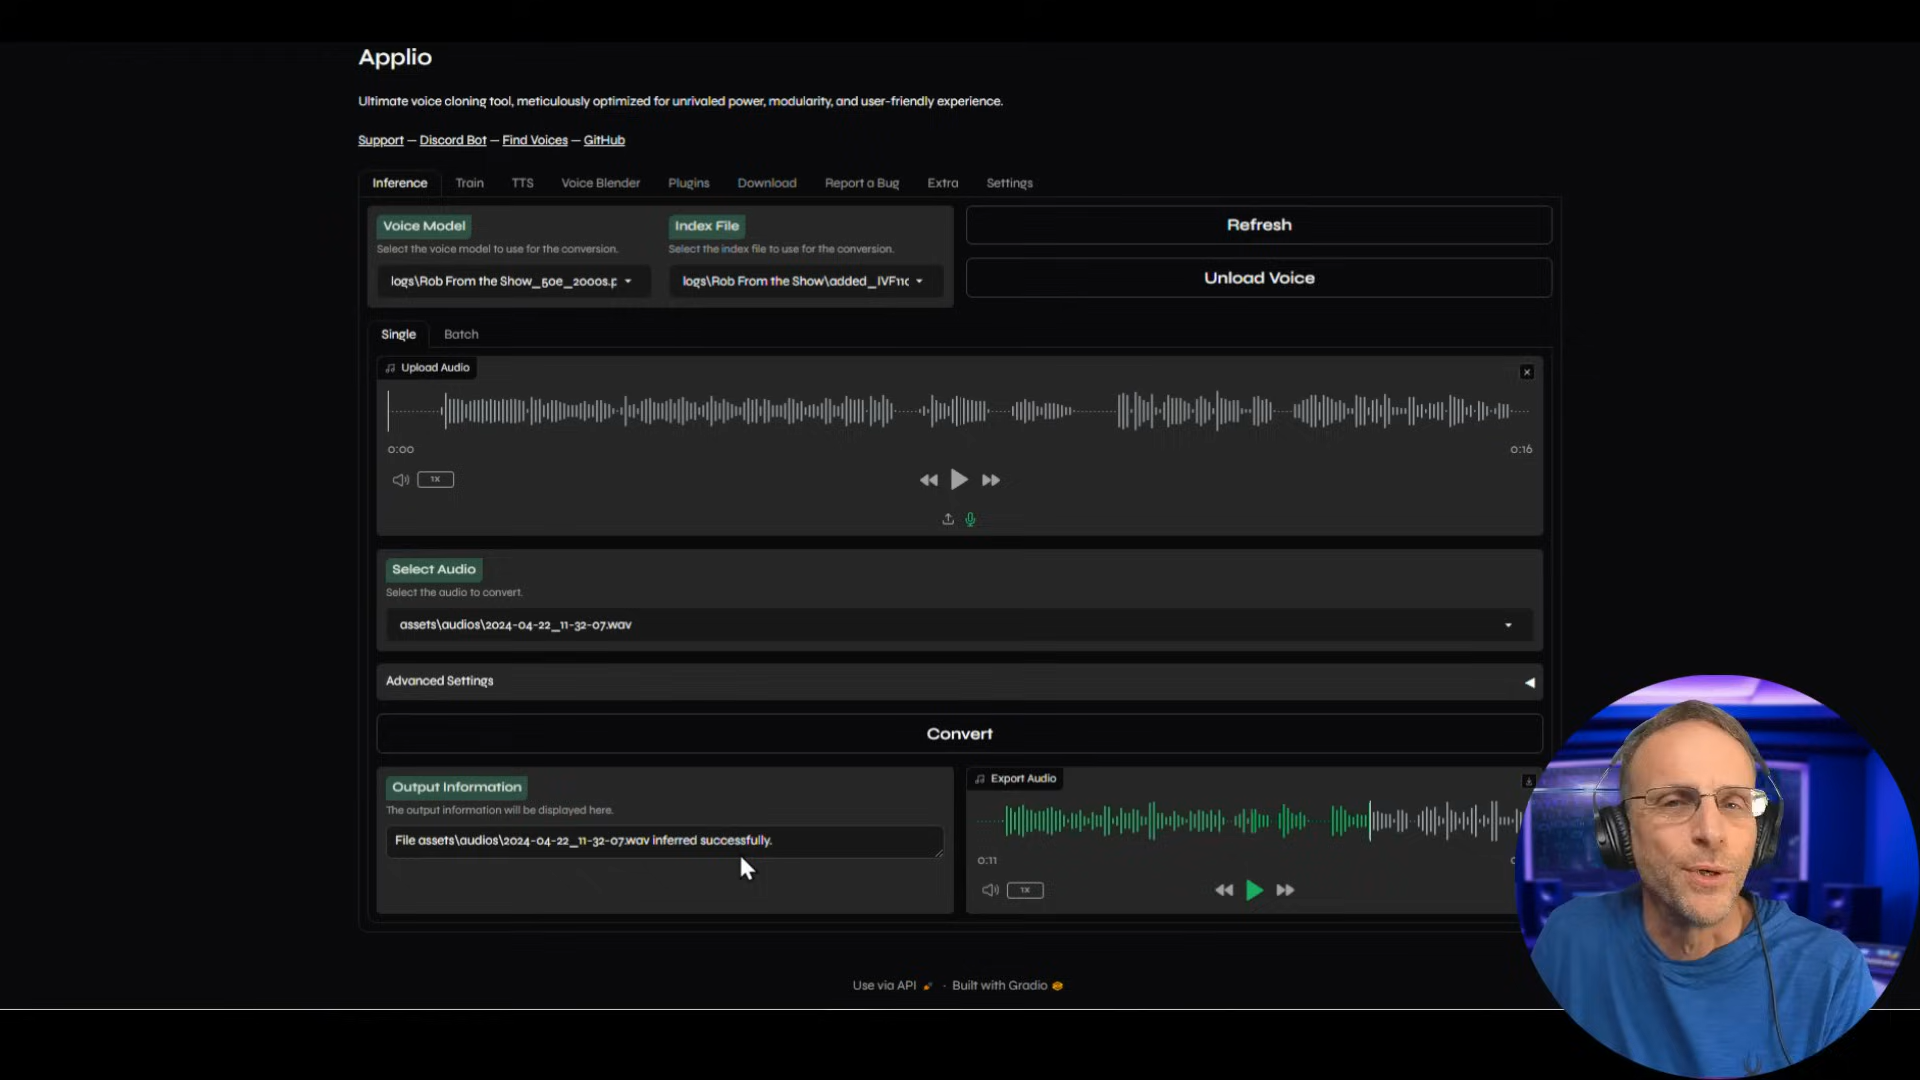 Applio
Ultimate voice cloning tool, meticulously optimized for unrivaled power, modularity, and user-friendly experience.
Support — Discord Bot — Find Voices — GitHub
Inference Train TTS Voice Blender Plugins Download Report a Bug Extra Settings
Voice Model
Select the voice model to use for the conversion.
logs\Rob From the Show_50e_2000s.p
Index File
Select the index file to use for the conversion.
logs\Rob From the Show\added_IVF110
Refresh
Unload Voice
Single Batch
Upload Audio
0:00 0:16
1x
Select Audio
Select the audio to convert.
assets\audios\2024-04-22_11-32-07.wav
Advanced Settings
Convert
Output Information
The output information will be displayed here.
File assets\audios\2024-04-22_11-32-07.wav inferred successfully.
Export Audio
0:11
1x
Use via API · Built with Gradio